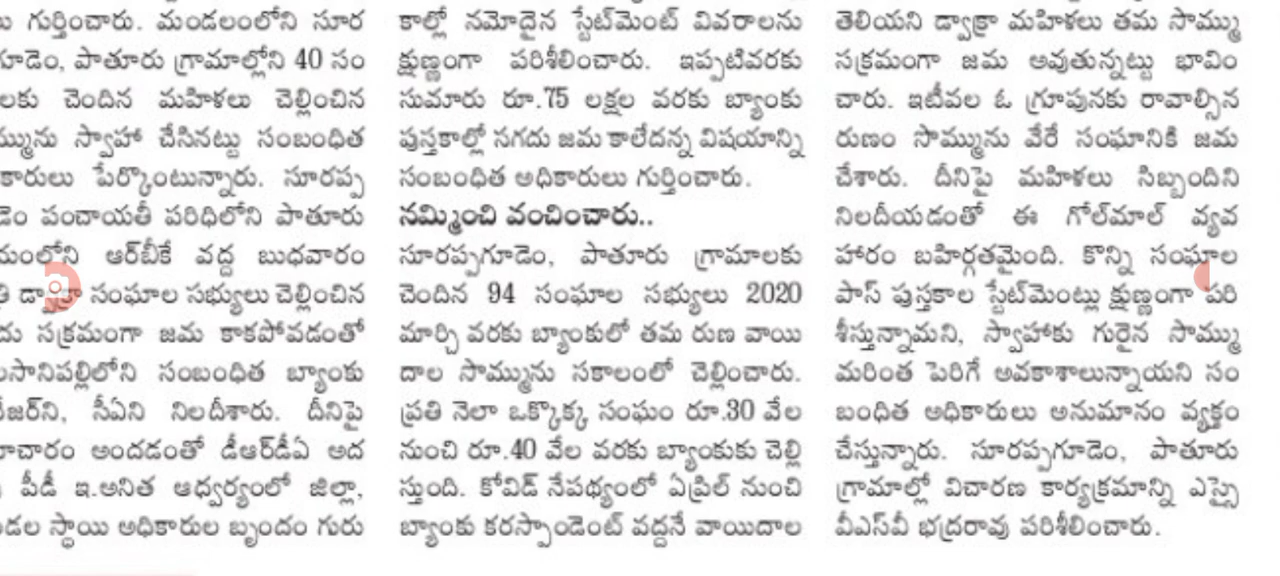 గుర్తించారు. మండలంలోని సూర
గూడెం, పాతూరు గ్రామాల్లోని 40 సం
లకు చెందిన మహిళలు చెల్లించిన
మ్మును స్వాహా చేసినట్టు సంబంధిత
కారులు పేర్కొంటున్నారు. సూరప్ప
డెం పంచాయతీ పరిధిలోని పాతూరు
మంలోని ఆర్‌బీకే వద్ద బుధవారం
సంఘాల సభ్యులు చెల్లించిన
దు సక్రమంగా జమ కాకపోవడంతో
సానిపల్లిలోని సంబంధిత బ్యాంకు
జర్‌ని, సీఏని నిలదీశారు. దీనిపై
చారం అందడంతో డీఆర్‌డీఏ అద
పీడీ ఇ.అనిత ఆధ్వర్యంలో జిల్లా,
డల స్థాయి అధికారుల బృందం గురు
కాల్లో నమోదైన స్టేట్‌మెంట్ వివరాలను
క్షుణ్ణంగా పరిశీలించారు. ఇప్పటివరకు
సుమారు రూ.75 లక్షల వరకు బ్యాంకు
పుస్తకాల్లో నగదు జమ కాలేదన్న విషయాన్ని
సంబంధిత అధికారులు గుర్తించారు.
నమ్మించి వంచించారు..
సూరప్పగూడెం, పాతూరు గ్రామాలకు
చెందిన 94 సంఘాల సభ్యులు 2020
మార్చి వరకు బ్యాంకులో తమ రుణ వాయి
దాల సొమ్మును సకాలంలో చెల్లించారు.
ప్రతి నెలా ఒక్కొక్క సంఘం రూ.30 వేల
నుంచి రూ.40 వేల వరకు బ్యాంకుకు చెల్లి
స్తుంది. కోవిడ్ నేపథ్యంలో ఏప్రిల్ నుంచి
బ్యాంకు కరస్పాండెంట్ వద్దనే వాయిదాల
తెలియని డ్వాక్రా మహిళలు తమ సొమ్ము
సక్రమంగా జమ అవుతున్నట్టు భావిం
చారు. ఇటీవల ఓ గ్రూపునకు రావాల్సిన
రుణం సొమ్మును వేరే సంఘానికి జమ
చేశారు. దీనిపై మహిళలు సిబ్బందిని
నిలదీయడంతో ఈ గోల్‌మాల్ వ్యవ
హారం బహిర్గతమైంది. కొన్ని సంఘాల
పాస్ పుస్తకాల స్టేట్‌మెంట్లు క్షుణ్ణంగా పరి
శీస్తున్నామని, స్వాహాకు గురైన సొమ్ము
మరింత పెరిగే అవకాశాలున్నాయని సం
బంధిత అధికారులు అనుమానం వ్యక్తం
చేస్తున్నారు. సూరప్పగూడెం, పాతూరు
గ్రామాల్లో విచారణ కార్యక్రమాన్ని ఎస్సై
వీఎస్‌వీ భద్రరావు పరిశీలించారు.